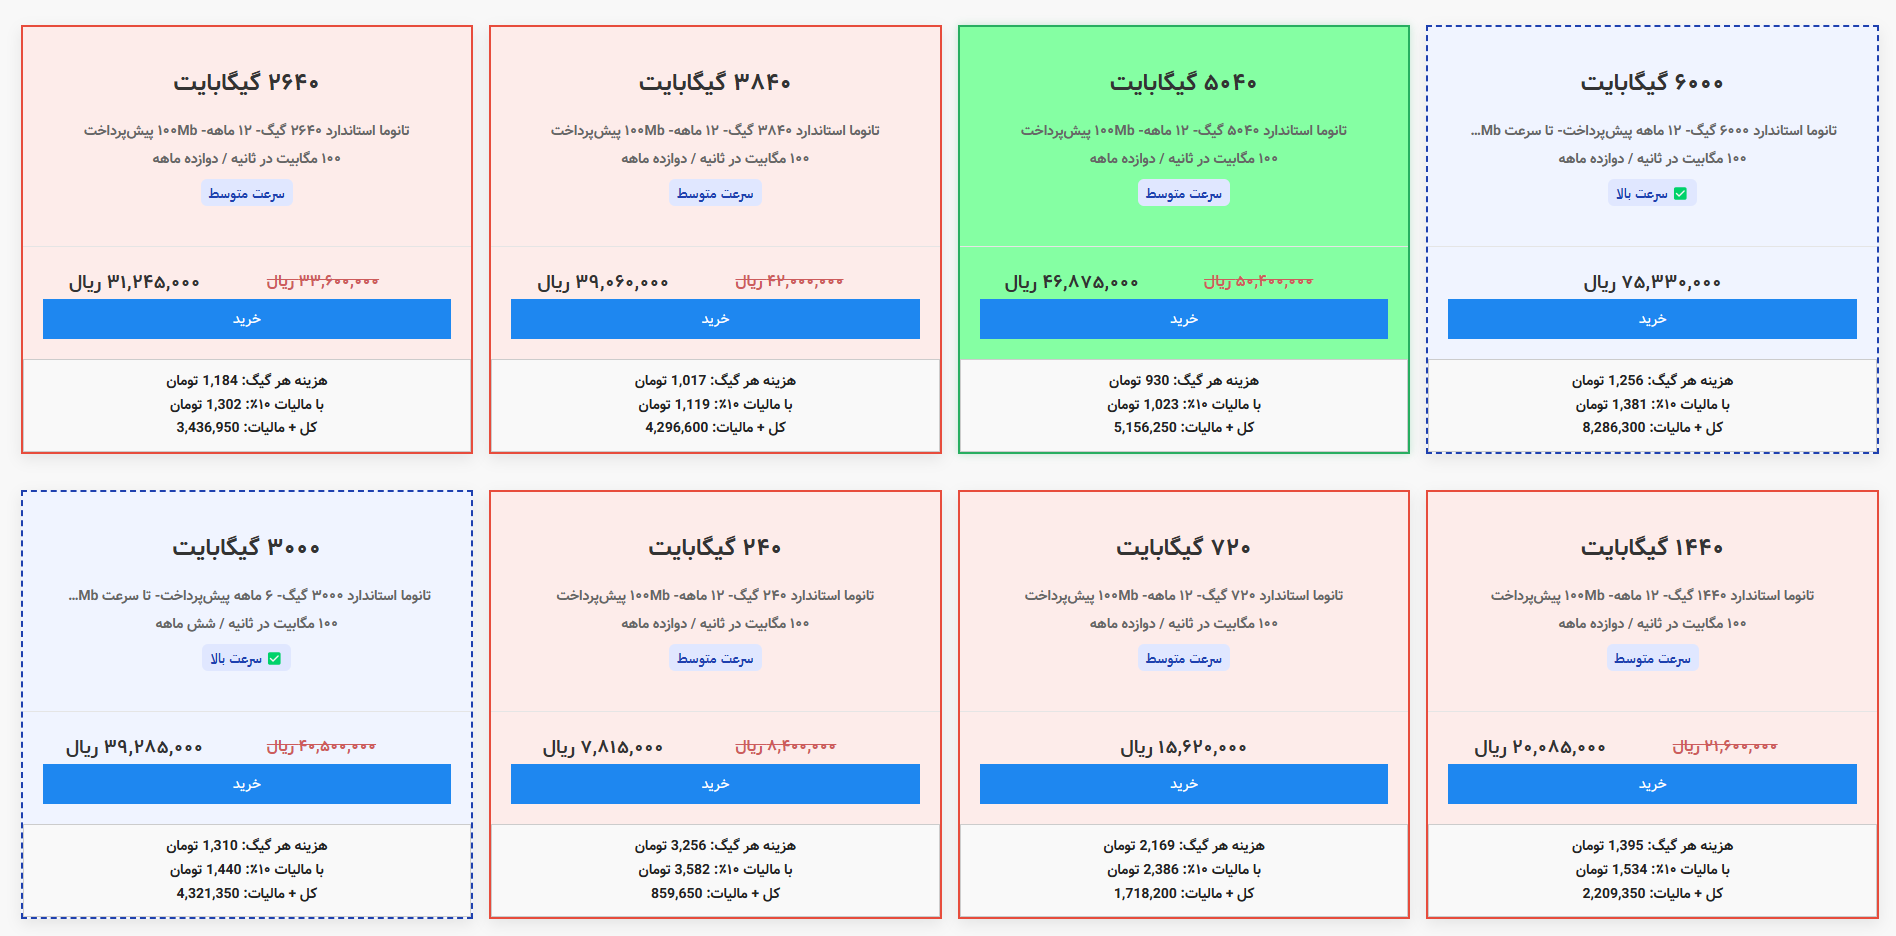 ۶۰۰۰ گیگابایت
تانوما استاندارد ۶۰۰۰ گیگ- ۱۲ ماهه پیش‌پرداخت- تا سرعت Mb...
۱۰۰ مگابیت در ثانیه / دوازده ماهه
✅ سرعت بالا
۷۵,۳۳۰,۰۰۰ ریال
خرید
هزینه هر گیگ: 1,256 تومان
با مالیات ۱۰٪: 1,381 تومان
کل + مالیات: 8,286,300
۵۰۴۰ گیگابایت
تانوما استاندارد ۵۰۴۰ گیگ- ۱۲ ماهه- ۱۰۰Mb پیش‌پرداخت
۱۰۰ مگابیت در ثانیه / دوازده ماهه
سرعت متوسط
۵۰,۴۰۰,۰۰۰ ریال ۴۶,۸۷۵,۰۰۰ ریال
خرید
هزینه هر گیگ: 930 تومان
با مالیات ۱۰٪: 1,023 تومان
کل + مالیات: 5,156,250
۳۸۴۰ گیگابایت
تانوما استاندارد ۳۸۴۰ گیگ- ۱۲ ماهه- ۱۰۰Mb پیش‌پرداخت
۱۰۰ مگابیت در ثانیه / دوازده ماهه
سرعت متوسط
۴۲,۰۰۰,۰۰۰ ریال ۳۹,۰۶۰,۰۰۰ ریال
خرید
هزینه هر گیگ: 1,017 تومان
با مالیات ۱۰٪: 1,119 تومان
کل + مالیات: 4,296,600
۲۶۴۰ گیگابایت
تانوما استاندارد ۲۶۴۰ گیگ- ۱۲ ماهه- ۱۰۰Mb پیش‌پرداخت
۱۰۰ مگابیت در ثانیه / دوازده ماهه
سرعت متوسط
۳۳,۶۰۰,۰۰۰ ریال ۳۱,۲۴۵,۰۰۰ ریال
خرید
هزینه هر گیگ: 1,184 تومان
با مالیات ۱۰٪: 1,302 تومان
کل + مالیات: 3,436,950
۱۴۴۰ گیگابایت
تانوما استاندارد ۱۴۴۰ گیگ- ۱۲ ماهه- ۱۰۰Mb پیش‌پرداخت
۱۰۰ مگابیت در ثانیه / دوازده ماهه
سرعت متوسط
۲۱,۶۰۰,۰۰۰ ریال ۲۰,۰۸۵,۰۰۰ ریال
خرید
هزینه هر گیگ: 1,395 تومان
با مالیات ۱۰٪: 1,534 تومان
کل + مالیات: 2,209,350
۷۲۰ گیگابایت
تانوما استاندارد ۷۲۰ گیگ- ۱۲ ماهه- ۱۰۰Mb پیش‌پرداخت
۱۰۰ مگابیت در ثانیه / دوازده ماهه
سرعت متوسط
۱۵,۶۲۰,۰۰۰ ریال
خرید
هزینه هر گیگ: 2,169 تومان
با مالیات ۱۰٪: 2,386 تومان
کل + مالیات: 1,718,200
۲۴۰ گیگابایت
تانوما استاندارد ۲۴۰ گیگ- ۱۲ ماهه- ۱۰۰Mb پیش‌پرداخت
۱۰۰ مگابیت در ثانیه / دوازده ماهه
سرعت متوسط
۸,۴۰۰,۰۰۰ ریال ۷,۸۱۵,۰۰۰ ریال
خرید
هزینه هر گیگ: 3,256 تومان
با مالیات ۱۰٪: 3,582 تومان
کل + مالیات: 859,650
۳۰۰۰ گیگابایت
تانوما استاندارد ۳۰۰۰ گیگ- ۶ ماهه پیش‌پرداخت- تا سرعت Mb...
۱۰۰ مگابیت در ثانیه / شش ماهه
✅ سرعت بالا
۴۰,۵۰۰,۰۰۰ ریال ۳۹,۲۸۵,۰۰۰ ریال
خرید
هزینه هر گیگ: 1,310 تومان
با مالیات ۱۰٪: 1,440 تومان
کل + مالیات: 4,321,350